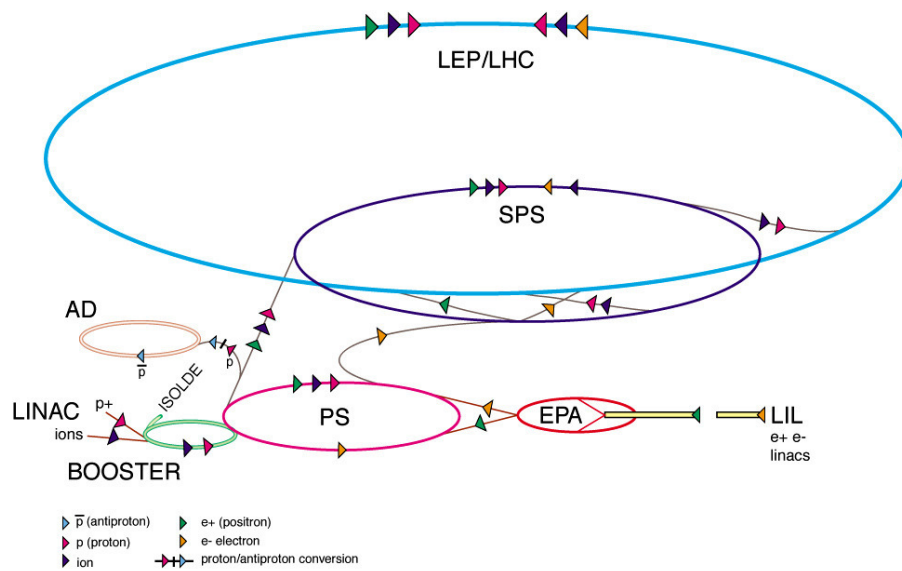 LEP/LHC
SPS
AD
p̅
p
ISOLDE
LINAC
p+
ions
BOOSTER
PS
EPA
LIL
e+ e-
linacs
p̅ (antiproton)
p (proton)
ion
e+ (positron)
e- electron
proton/antiproton conversion